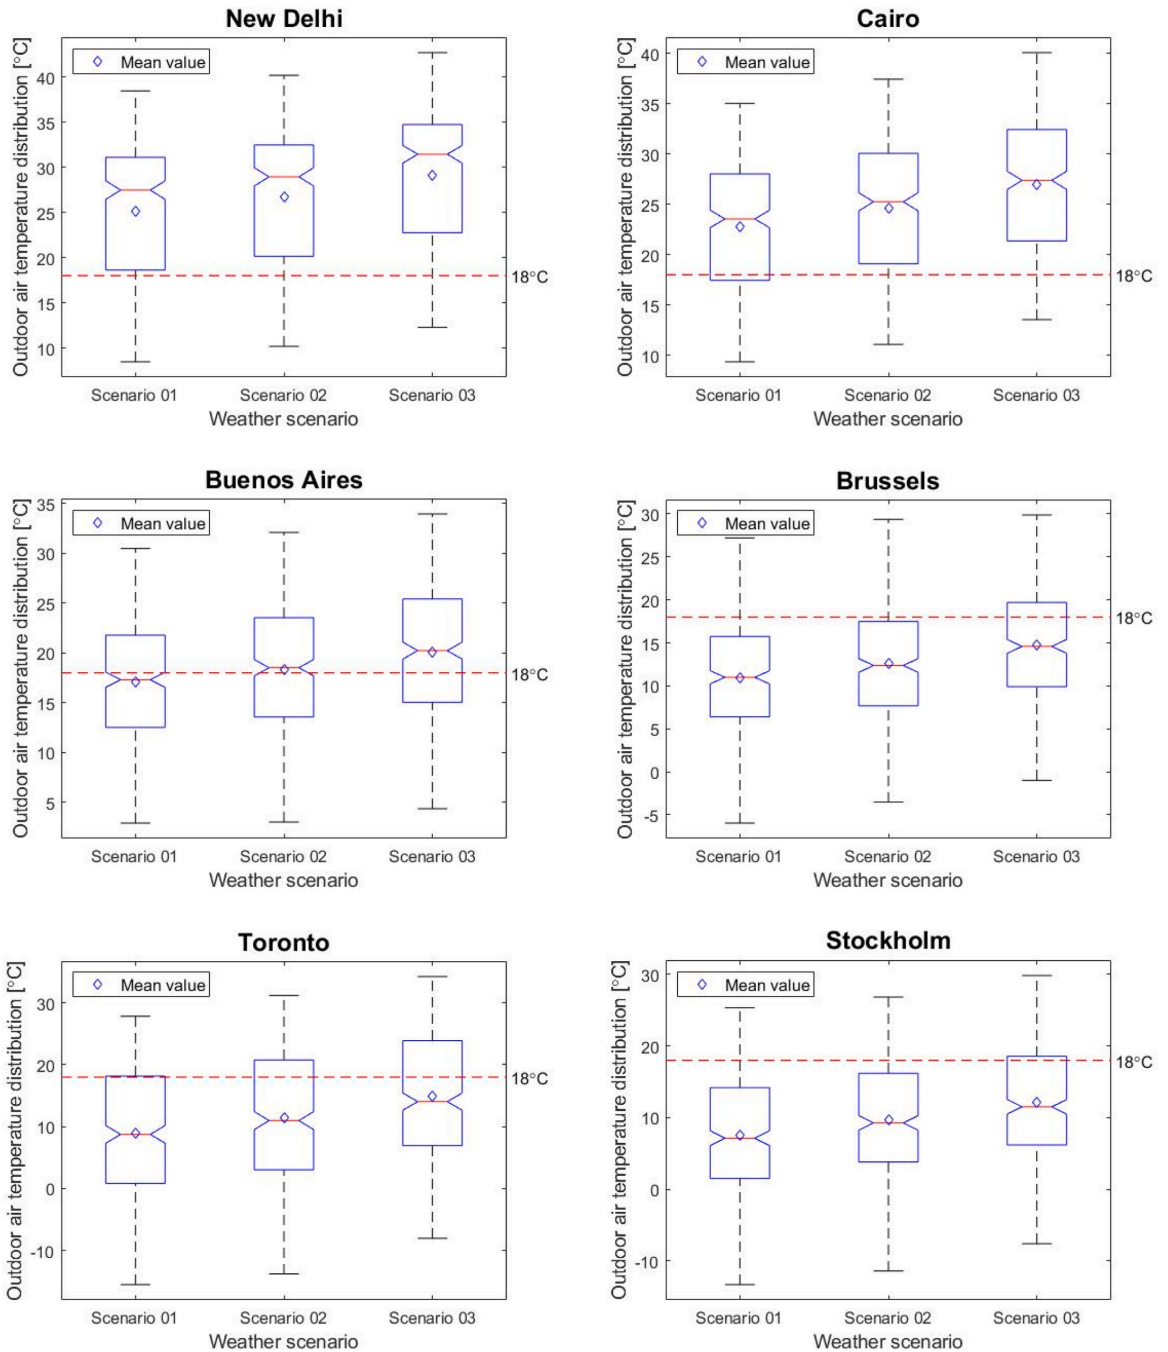 New Delhi
Outdoor air temperature distribution [°C]
Mean value
40
35
30
25
20
15
10
18°C
Scenario 01 Scenario 02 Scenario 03
Weather scenario
Cairo
Outdoor air temperature distribution [°C]
Mean value
40
35
30
25
20
15
10
18°C
Scenario 01 Scenario 02 Scenario 03
Weather scenario
Buenos Aires
Outdoor air temperature distribution [°C]
Mean value
35
30
25
20
15
10
5
18°C
Scenario 01 Scenario 02 Scenario 03
Weather scenario
Brussels
Outdoor air temperature distribution [°C]
Mean value
30
25
20
15
10
5
0
-5
18°C
Scenario 01 Scenario 02 Scenario 03
Weather scenario
Toronto
Outdoor air temperature distribution [°C]
Mean value
30
20
10
0
-10
18°C
Scenario 01 Scenario 02 Scenario 03
Weather scenario
Stockholm
Outdoor air temperature distribution [°C]
Mean value
30
20
10
0
-10
18°C
Scenario 01 Scenario 02 Scenario 03
Weather scenario